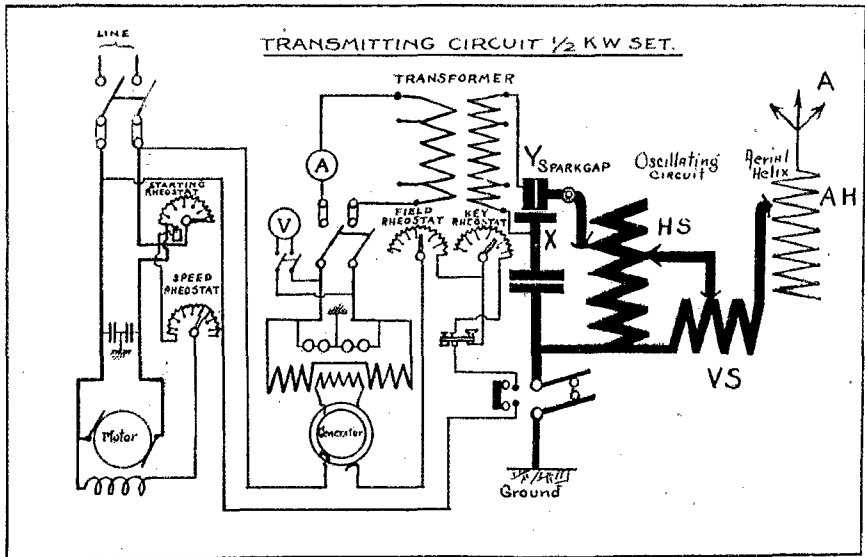 LINE
TRANSMITTING CIRCUIT ½ KW SET.
TRANSFORMER
A
A
Y
SPARKGAP
Oscillating
CIRCUIT
Aerial
Helix
AH
HS
X
V
STARTING
RHEOSTAT
FIELD
RHEOSTAT
KEY
RHEOSTAT
SPEED
RHEOSTAT
VS
Motor
Generator
Ground